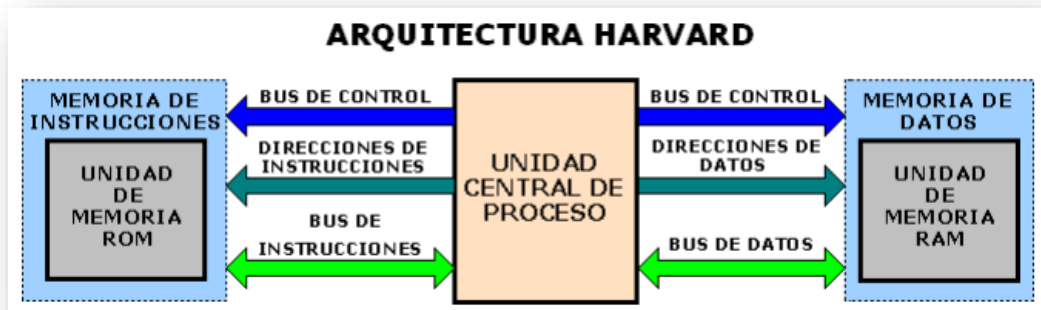 ARQUITECTURA HARVARD
MEMORIA DE
INSTRUCCIONES
UNIDAD
DE
MEMORIA
ROM
BUS DE CONTROL
DIRECCIONES DE
INSTRUCCIONES
BUS DE
INSTRUCCIONES
UNIDAD
CENTRAL DE
PROCESO
BUS DE CONTROL
DIRECCIONES DE
DATOS
BUS DE DATOS
MEMORIA DE
DATOS
UNIDAD
DE
MEMORIA
RAM